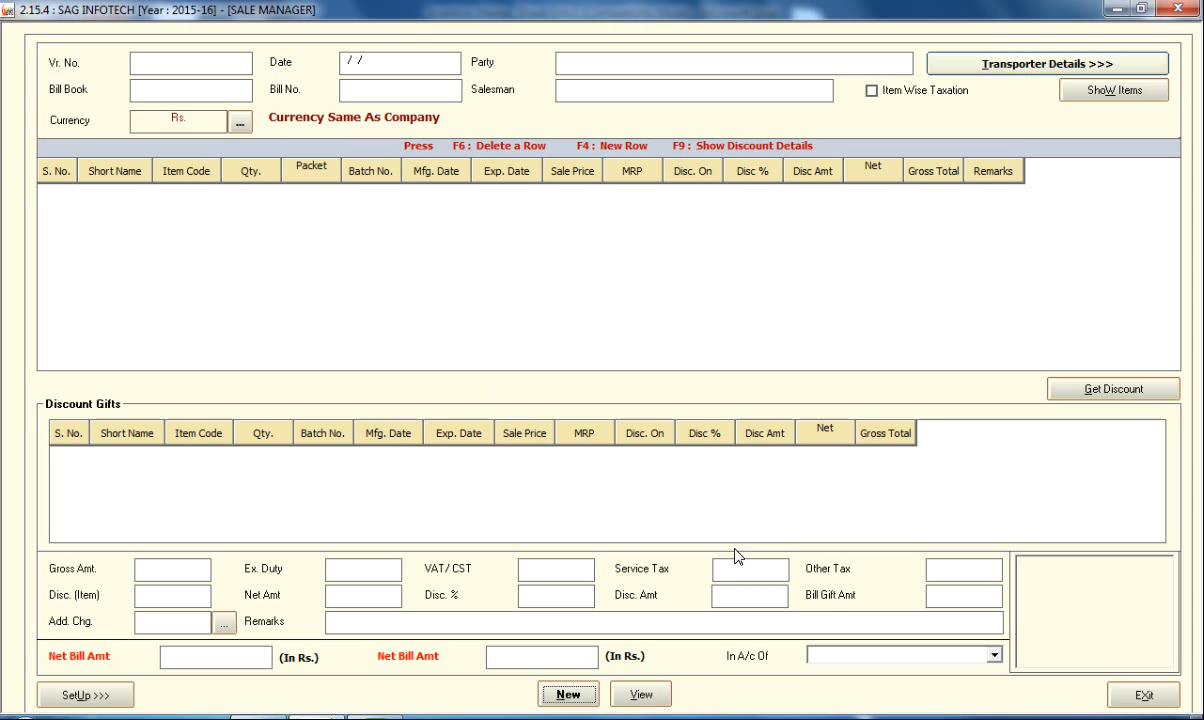 2.15.4 : SAG INFOTECH [Year : 2015-16] - [SALE MANAGER]
Vr. No. Date / / Party Transporter Details >>>
Bill Book Bill No. Salesman Item Wise Taxation ShoW Items
Currency Rs. ... Currency Same As Company
Press F6 : Delete a Row F4 : New Row F9 : Show Discount Details
S. No. Short Name Item Code Qty. Packet Batch No. Mfg. Date Exp. Date Sale Price MRP Disc. On Disc % Disc Amt Net Gross Total Remarks
Get Discount
Discount Gifts
S. No. Short Name Item Code Qty. Batch No. Mfg. Date Exp. Date Sale Price MRP Disc. On Disc % Disc Amt Net Gross Total
Gross Amt. Ex. Duty VAT/ CST Service Tax Other Tax
Disc. (Item) Net Amt Disc. % Disc. Amt Bill Gift Amt
Add. Chg. ... Remarks
Net Bill Amt (In Rs.) Net Bill Amt (In Rs.) In A/c Of
SetUp >>> New View EXit